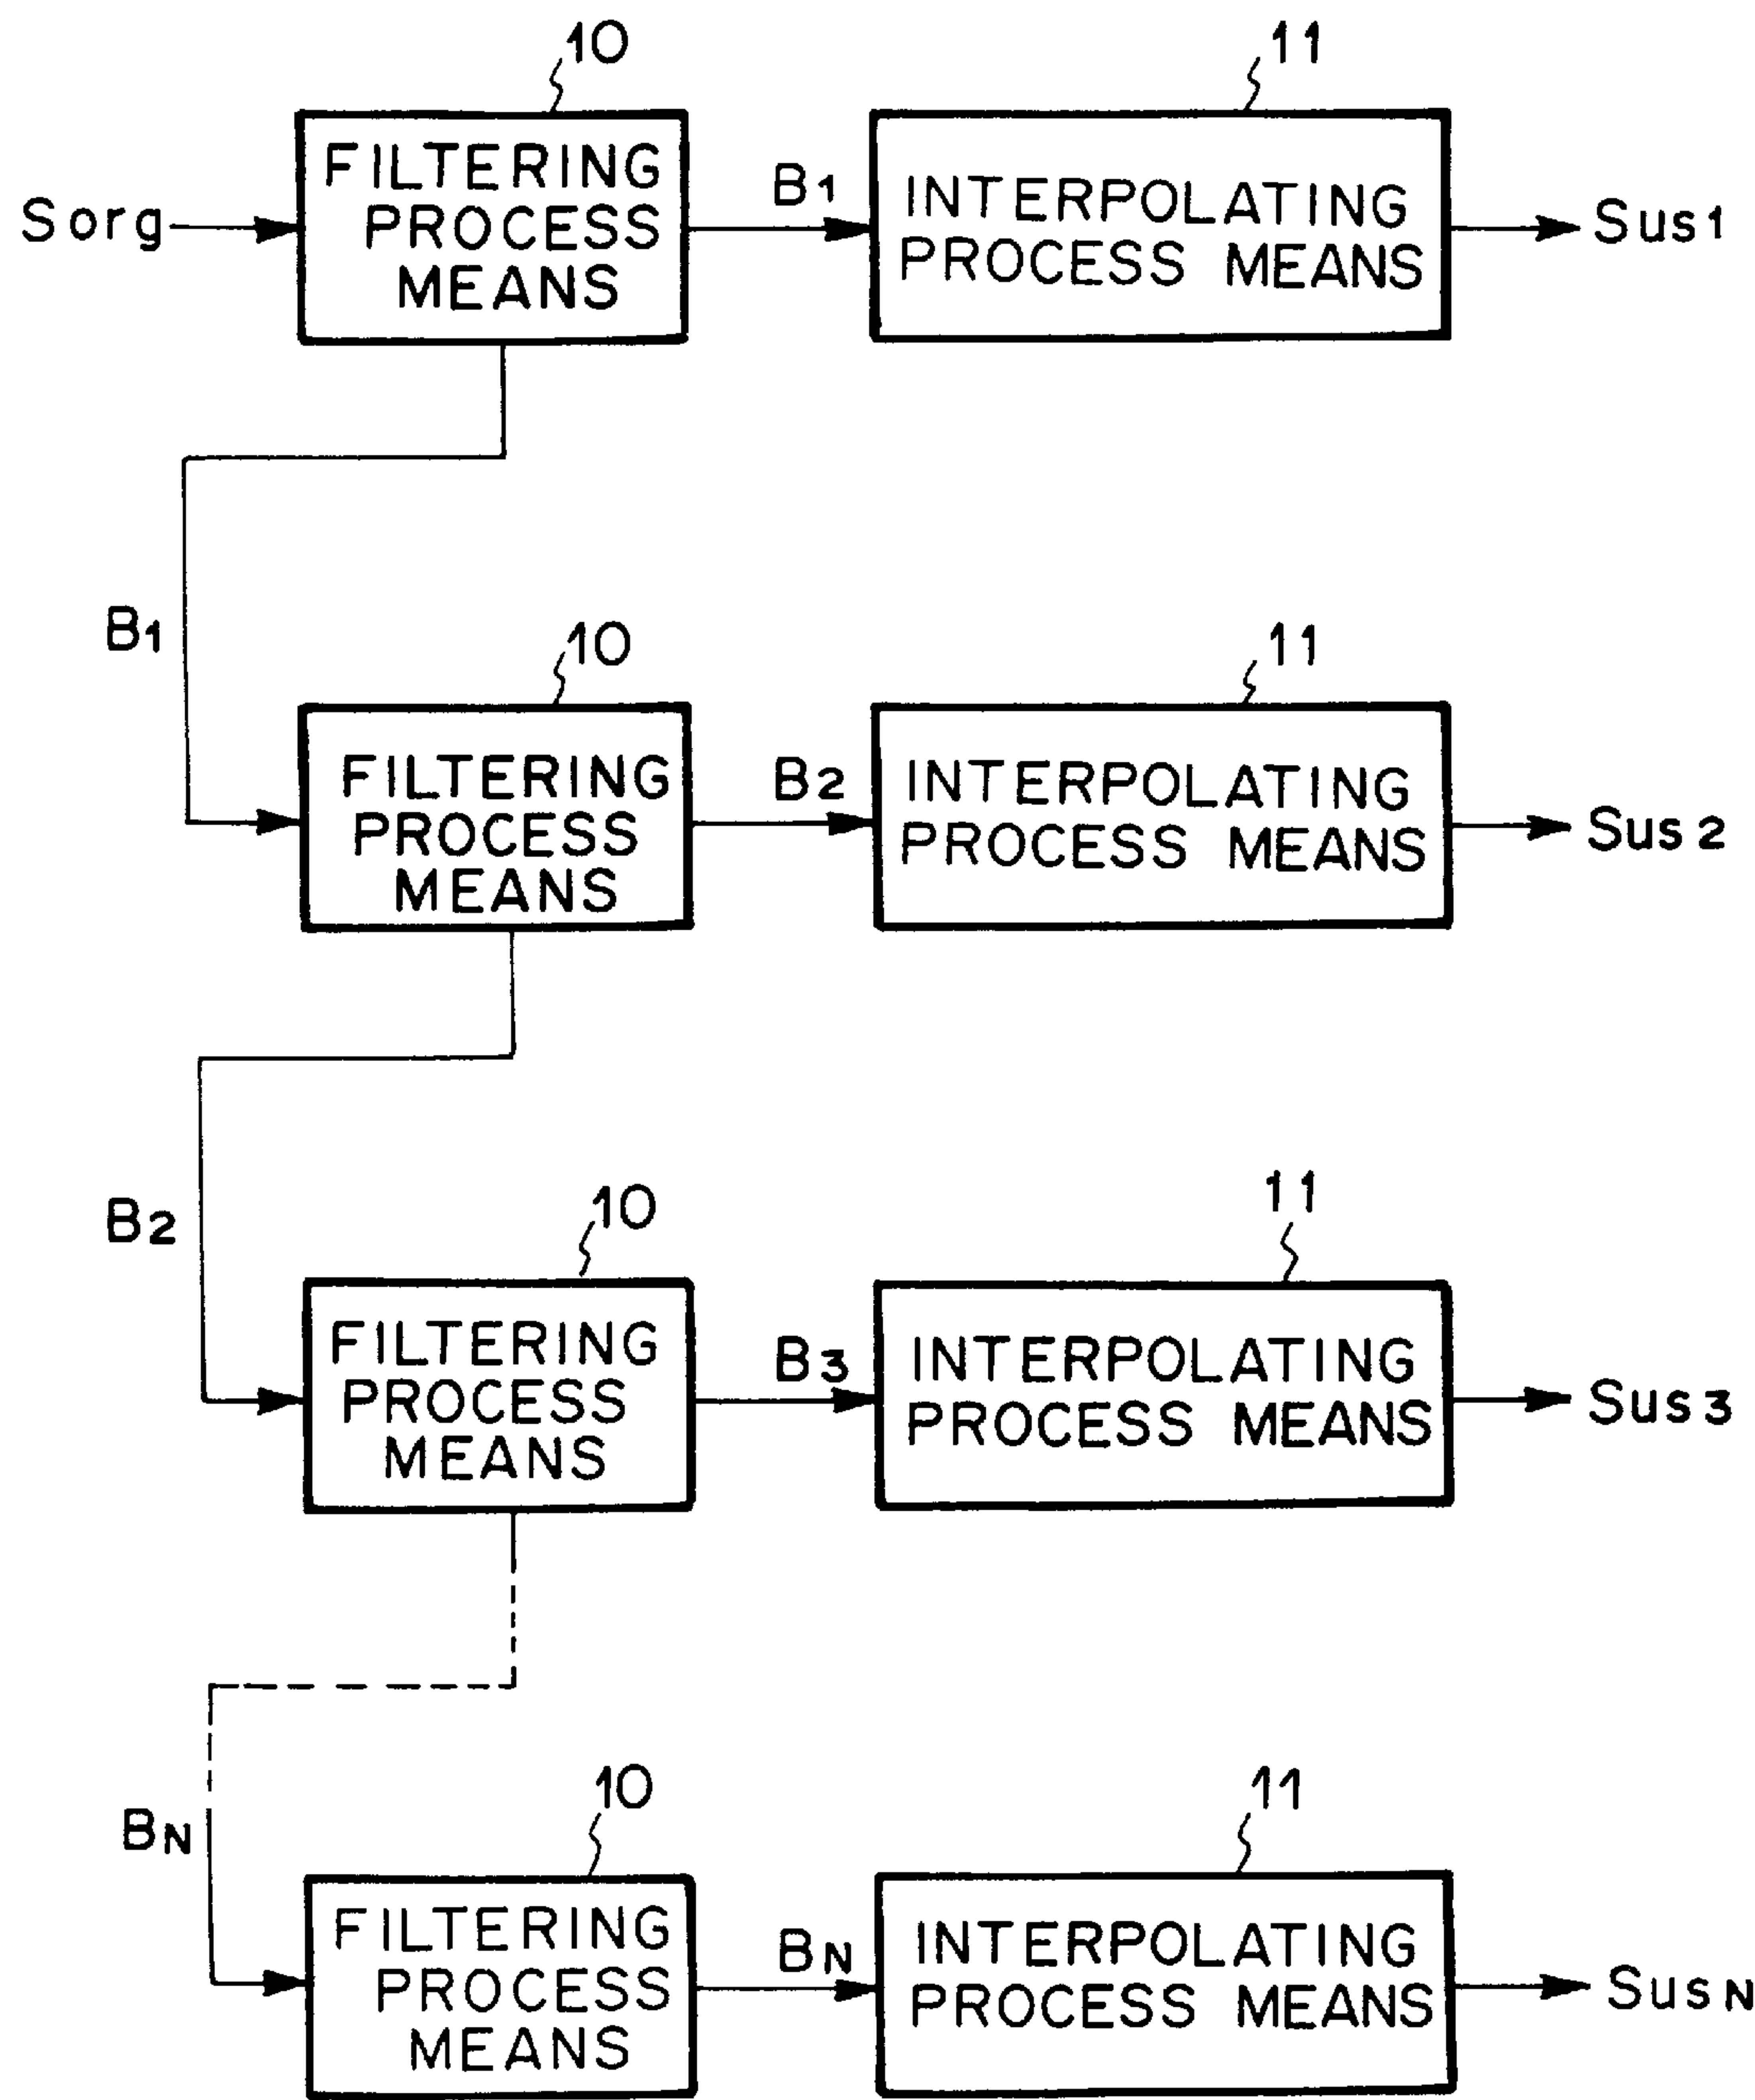 10
11
Sorg
FILTERING
PROCESS
MEANS
B1
INTERPOLATING
PROCESS MEANS
Sus1
B1
10
11
FILTERING
PROCESS
MEANS
B2
INTERPOLATING
PROCESS MEANS
Sus2
B2
10
11
FILTERING
PROCESS
MEANS
B3
INTERPOLATING
PROCESS MEANS
Sus3
BN
10
11
FILTERING
PROCESS
MEANS
BN
INTERPOLATING
PROCESS MEANS
SusN